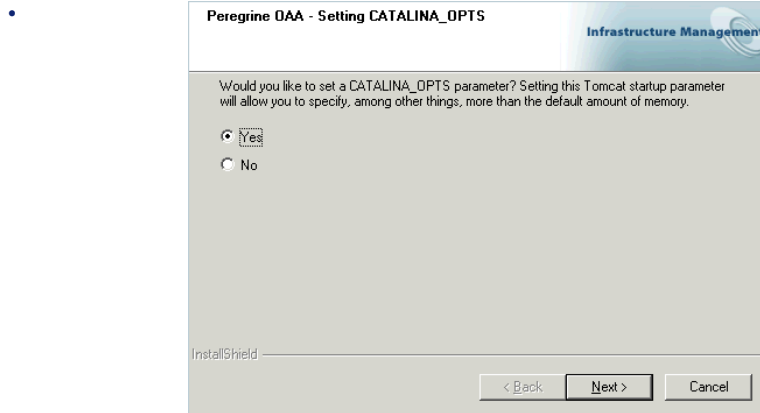 Peregrine OAA - Setting CATALINA_OPTS
Infrastructure Management
Would you like to set a CATALINA_OPTS parameter? Setting this Tomcat startup parameter
will allow you to specify, among other things, more than the default amount of memory.
Yes
No
InstallShield
< Back
Next >
Cancel